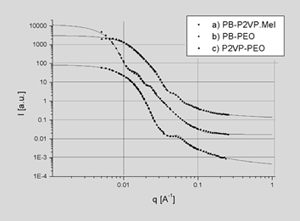 a) PB-P2VP.MeI
b) PB-PEO
c) P2VP-PEO
10000
1000
100
10
1
0.1
0.01
1E-3
1E-4
I [a.u.]
0.01
0.1
1
q [A⁻¹]